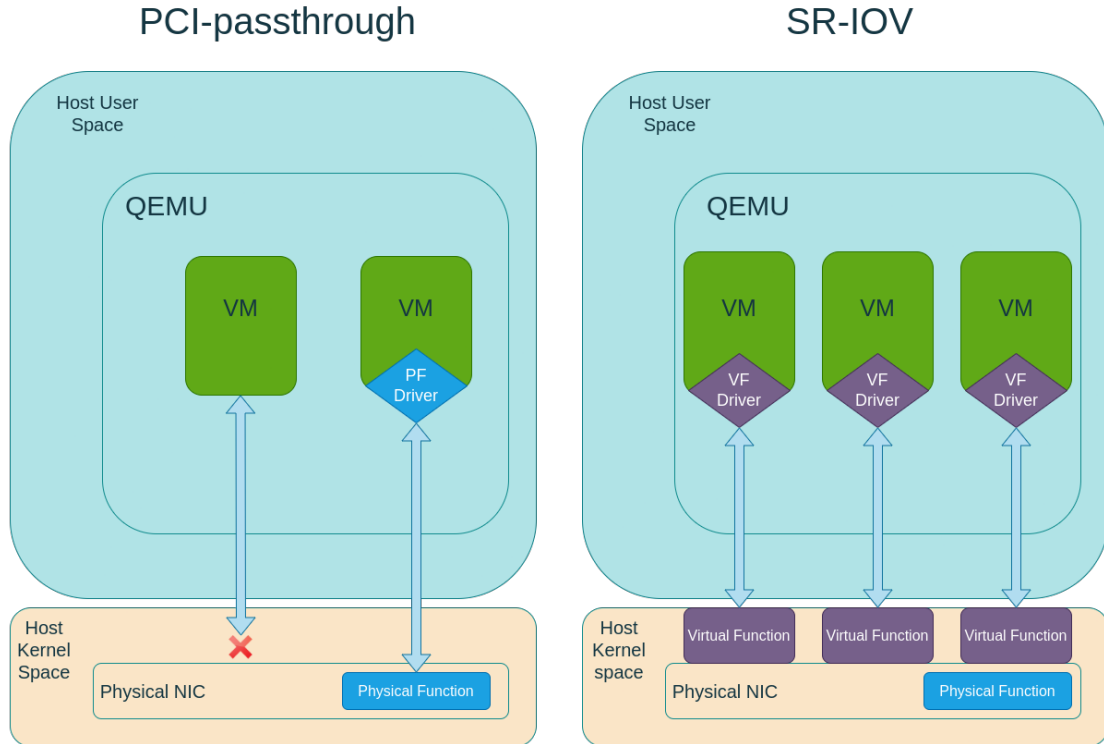 PCI-passthrough
Host User
Space
QEMU
VM
VM
PF
Driver
Host
Kernel
Space
Physical NIC
Physical Function
SR-IOV
Host User
Space
QEMU
VM
VM
VM
VF
Driver
VF
Driver
VF
Driver
Host
Kernel
space
Virtual Function
Virtual Function
Virtual Function
Physical NIC
Physical Function